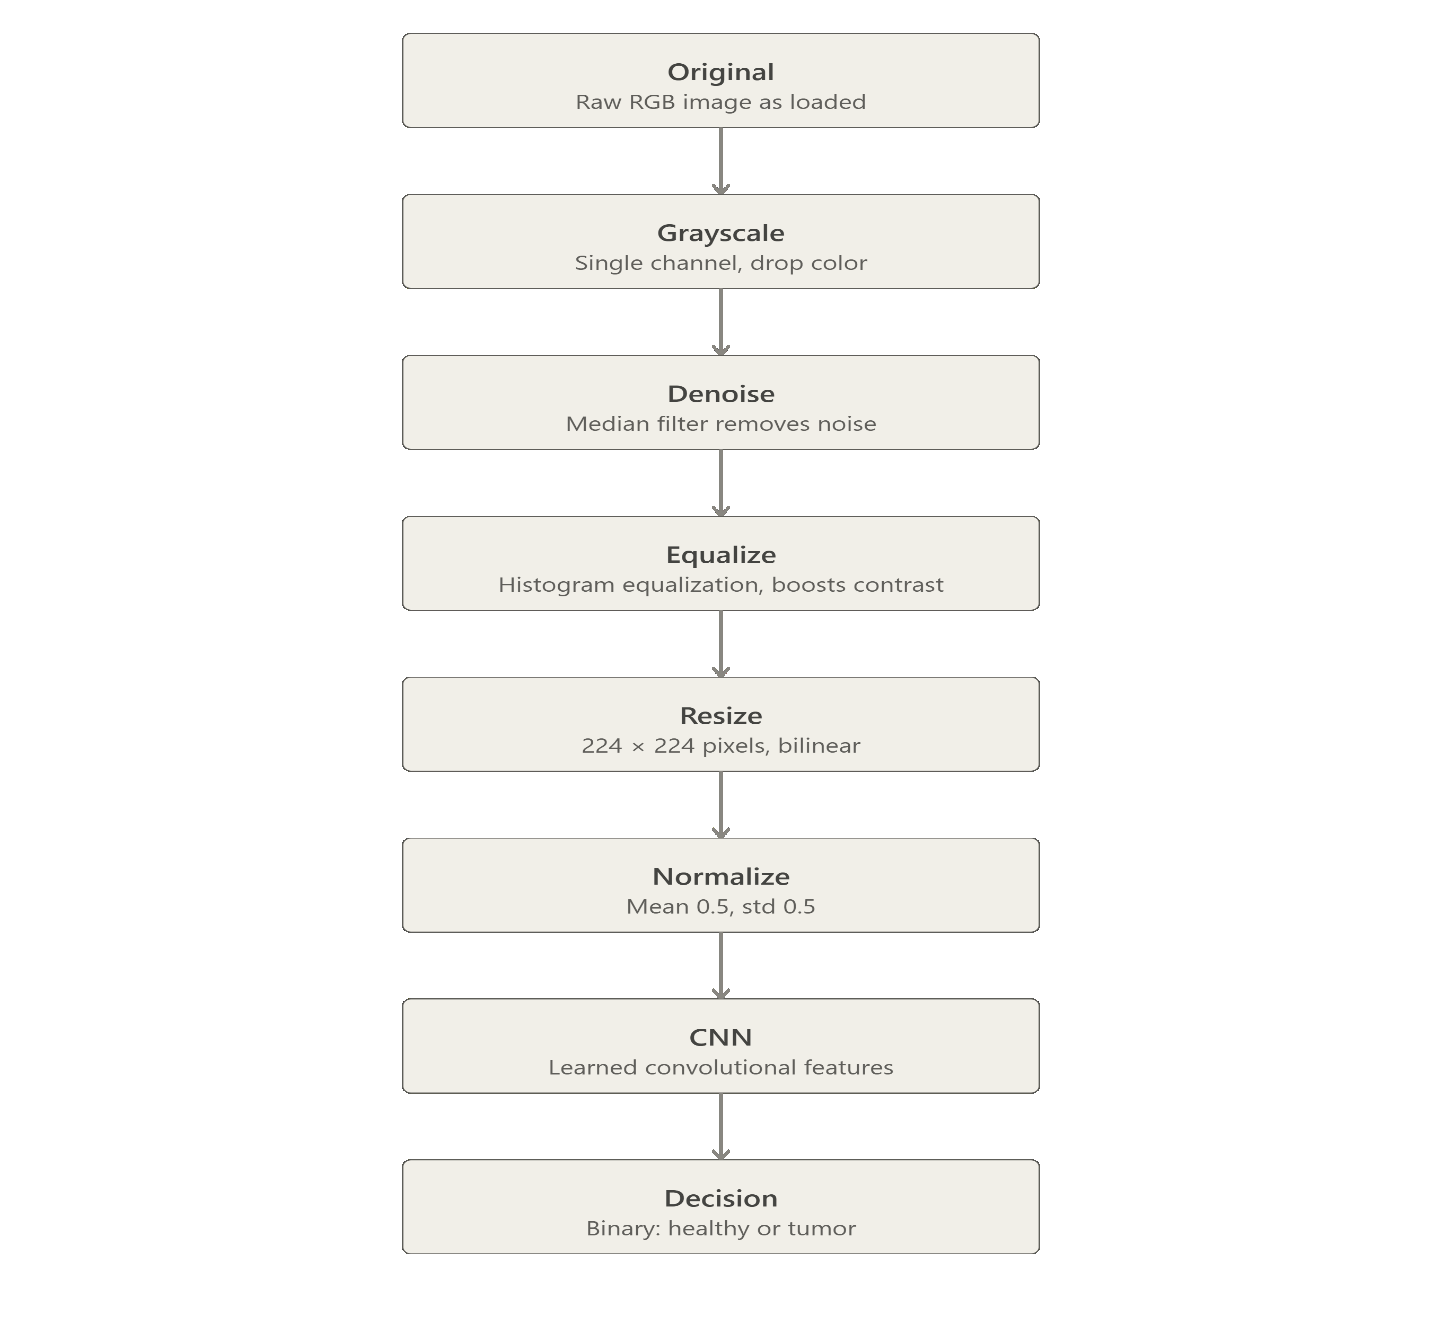 Original
Raw RGB image as loaded
Grayscale
Single channel, drop color
Denoise
Median filter removes noise
Equalize
Histogram equalization, boosts contrast
Resize
224 × 224 pixels, bilinear
Normalize
Mean 0.5, std 0.5
CNN
Learned convolutional features
Decision
Binary: healthy or tumor